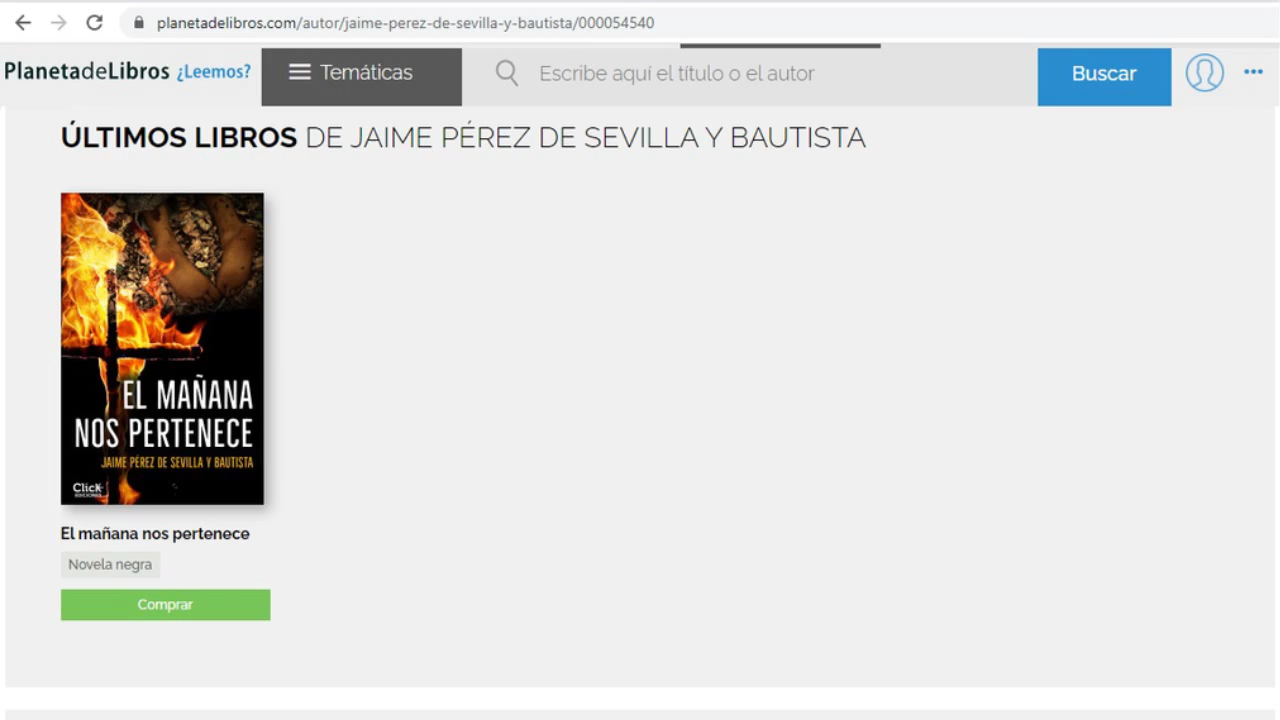 planetadelibros.com/autor/jaime-perez-de-sevilla-y-bautista/000054540
PlanetadeLibros ¿Leemos?
Temáticas
Escribe aquí el título o el autor
Buscar
ÚLTIMOS LIBROS DE JAIME PÉREZ DE SEVILLA Y BAUTISTA
EL MAÑANA
NOS PERTENECE
JAIME PÉREZ DE SEVILLA Y BAUTISTA
Click
EDICIONES
El mañana nos pertenece
Novela negra
Comprar